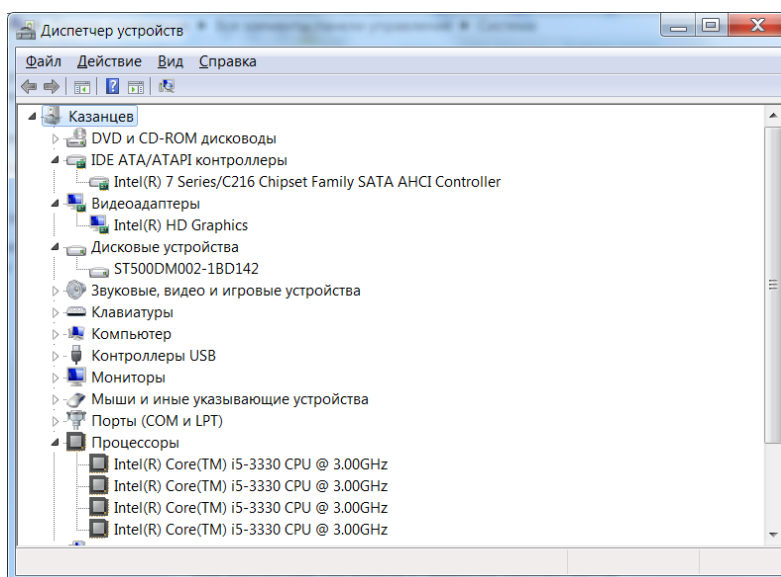 Диспетчер устройств
Файл Действие Вид Справка
Казанцев
DVD и CD-ROM дисководы
IDE ATA/ATAPI контроллеры
Intel(R) 7 Series/C216 Chipset Family SATA AHCI Controller
Видеоадаптеры
Intel(R) HD Graphics
Дисковые устройства
ST500DM002-1BD142
Звуковые, видео и игровые устройства
Клавиатуры
Компьютер
Контроллеры USB
Мониторы
Мыши и иные указывающие устройства
Порты (COM и LPT)
Процессоры
Intel(R) Core(TM) i5-3330 CPU @ 3.00GHz
Intel(R) Core(TM) i5-3330 CPU @ 3.00GHz
Intel(R) Core(TM) i5-3330 CPU @ 3.00GHz
Intel(R) Core(TM) i5-3330 CPU @ 3.00GHz